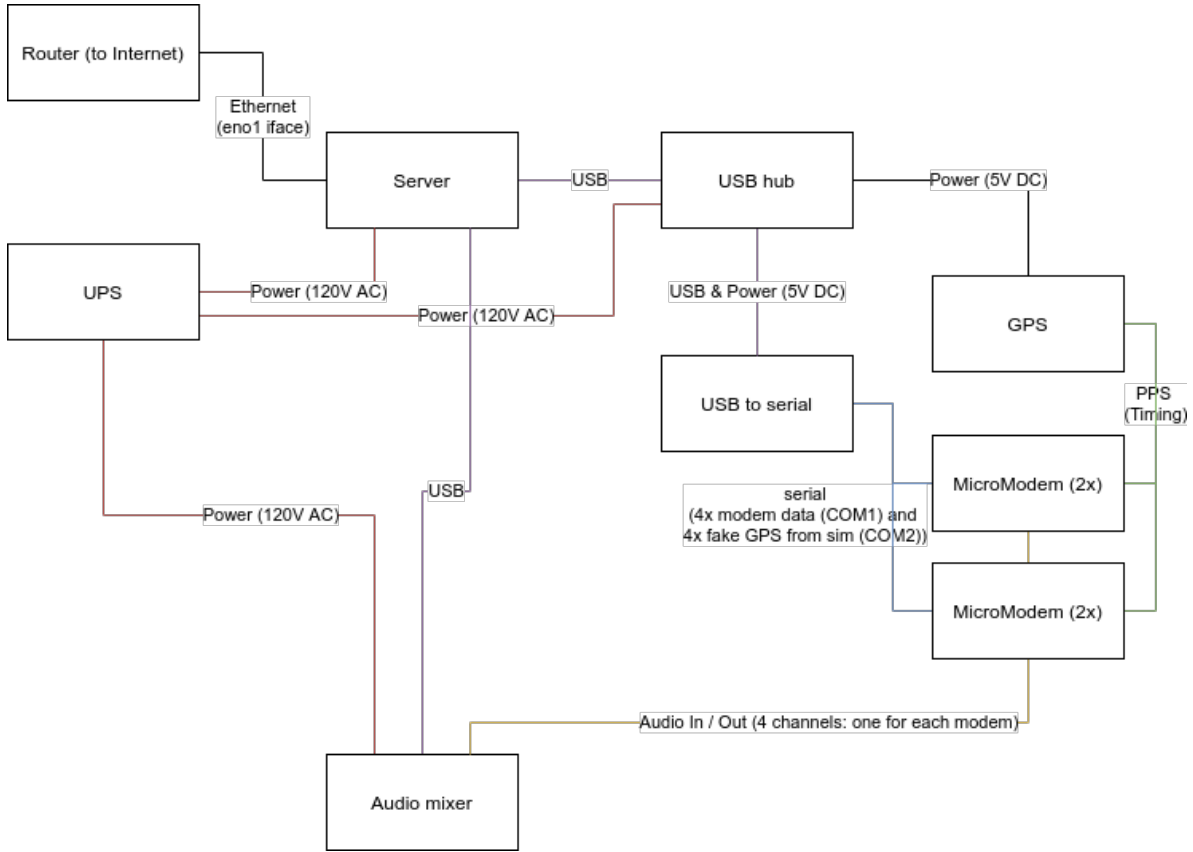 Router (to Internet)
Ethernet
(eno1 iface)
Server
USB
USB hub
Power (5V DC)
UPS
Power (120V AC)
Power (120V AC)
USB & Power (5V DC)
GPS
USB to serial
PPS
(Timing)
MicroModem (2x)
serial
(4x modem data (COM1) and
4x fake GPS from sim (COM2))
USB
Power (120V AC)
MicroModem (2x)
Audio In / Out (4 channels: one for each modem)
Audio mixer